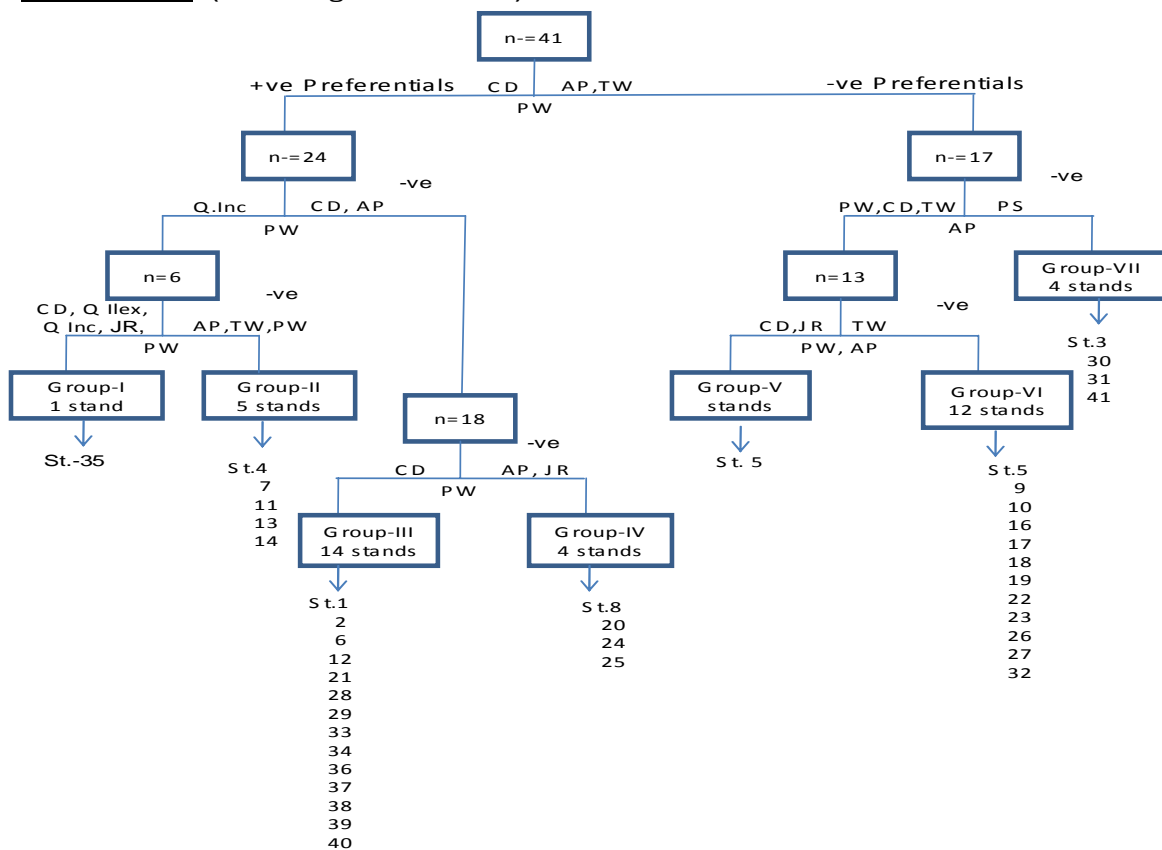 n-=41
+ve Preferentials CD AP,TW -ve Preferentials
PW
n-=24
n-=17
-ve
-ve
Q.Inc CD, AP
PW
PW,CD,TW PS
AP
n=6
n=13
Group-VII
4 stands
-ve
-ve
CD, Q Ilex,
Q Inc, JR, AP,TW,PW
PW
CD,JR TW
PW, AP
St.3
30
31
41
Group-I
1 stand
Group-II
5 stands
n=18
Group-V
stands
Group-VI
12 stands
-ve
St.-35
St.4
7
11
13
14
CD AP, JR
PW
St. 5
St.5
9
10
16
17
18
19
22
23
26
27
32
Group-III
14 stands
Group-IV
4 stands
St.1
2
6
12
21
28
29
33
34
36
37
38
39
40
St.8
20
24
25